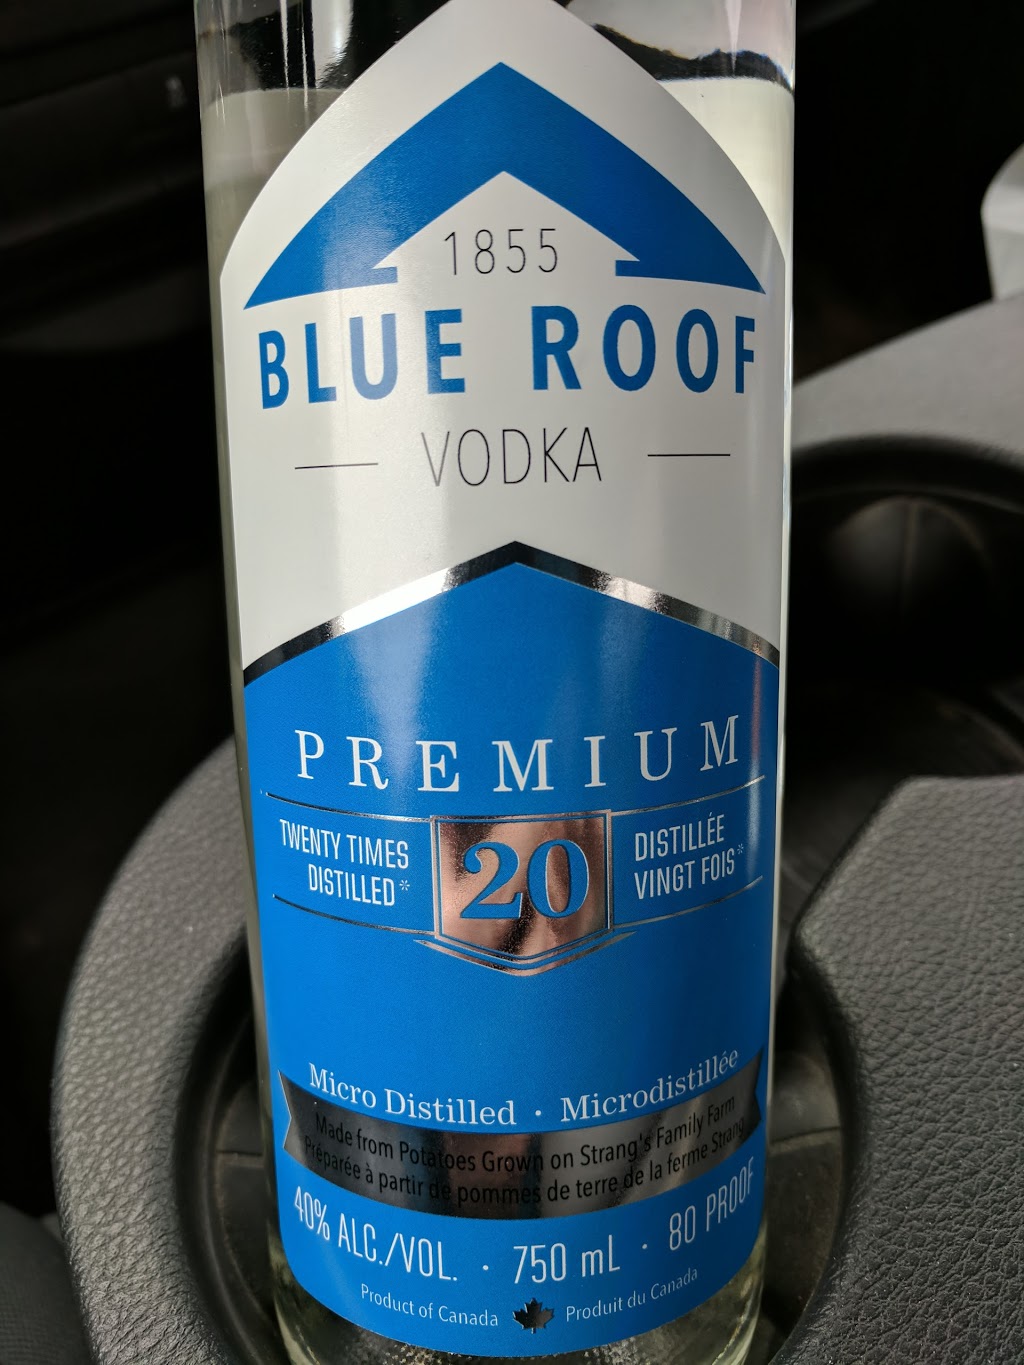 1855
BLUE ROOF
VODKA
PREMIUM
TWENTY TIMES
DISTILLED*
20
DISTILLÉE
VINGT FOIS*
Micro Distilled · Microdistillée
Made from Potatoes Grown on Strang's Family Farm
Préparée à partir de pommes de terre de la ferme Strang
40% ALC./VOL. · 750 mL · 80 PROOF
Product of Canada Produit du Canada